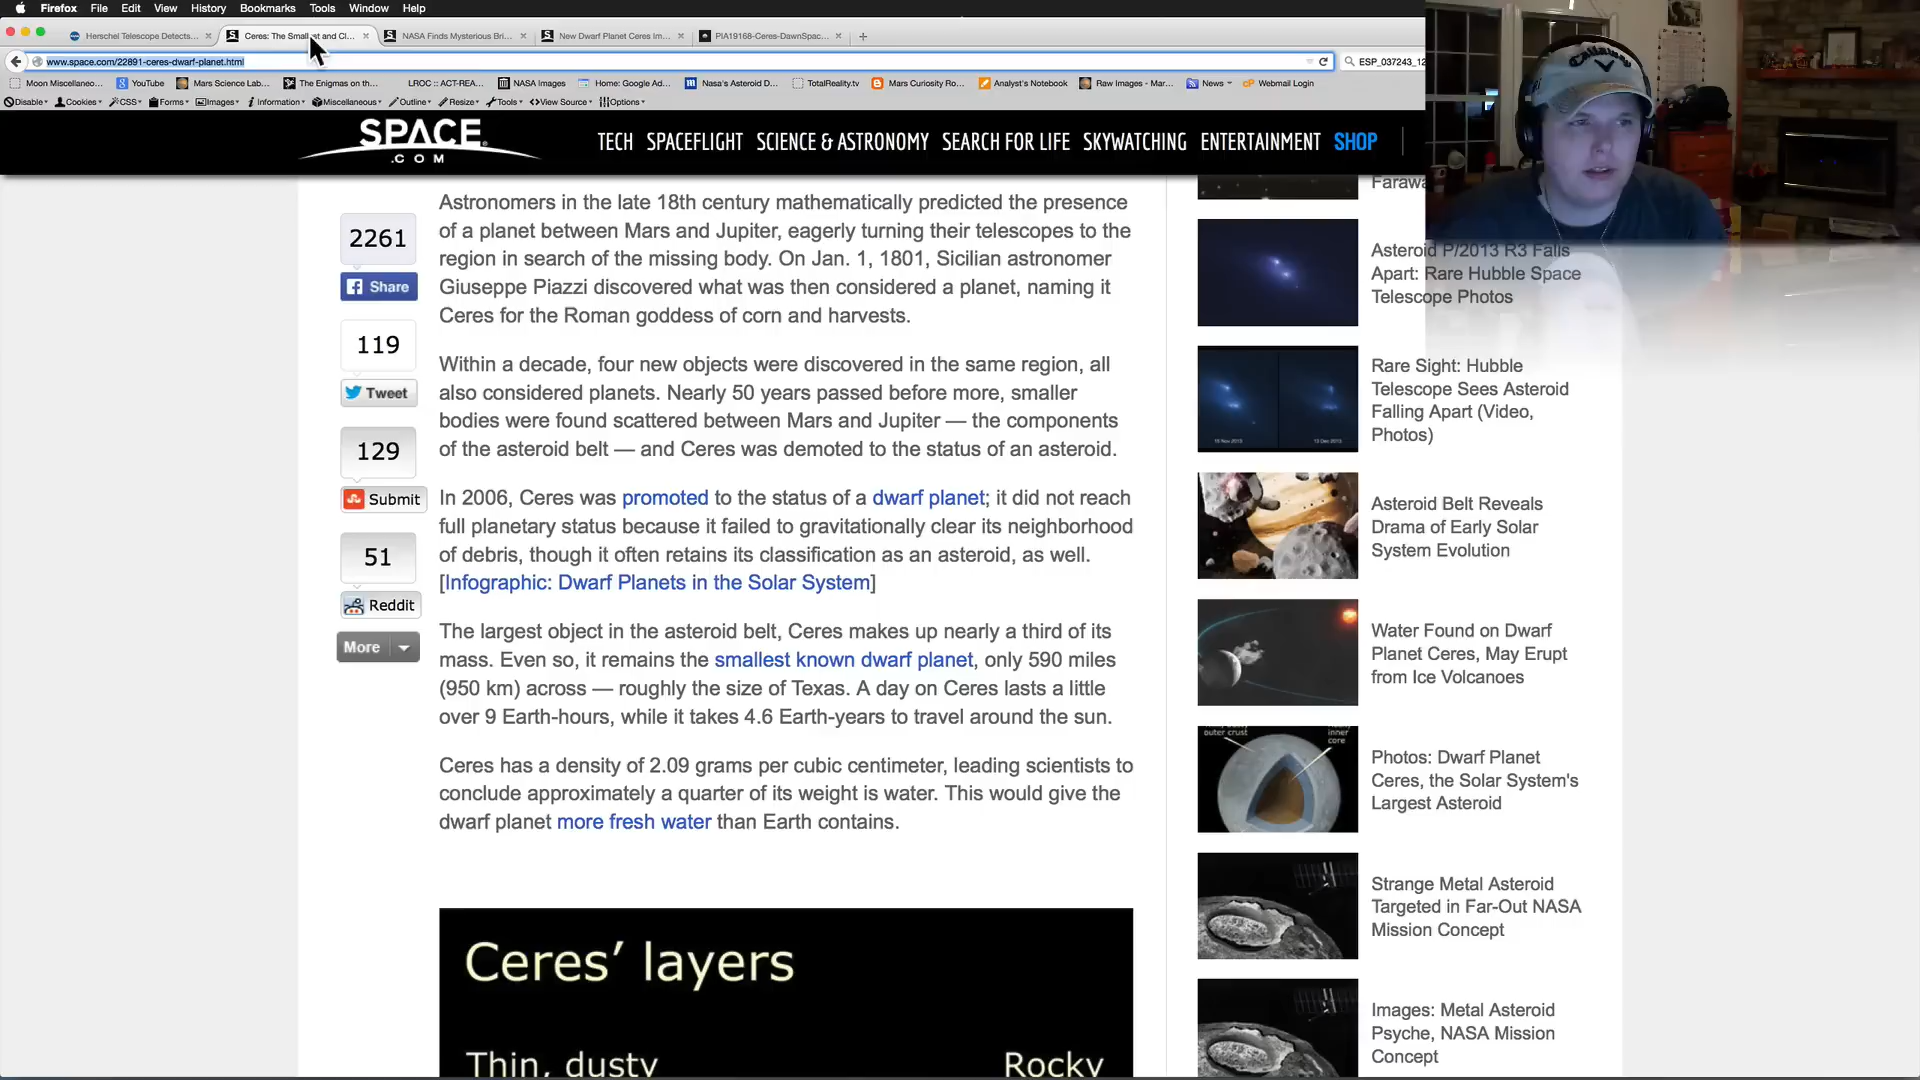 Firefox File Edit View History Bookmarks Tools Window Help
Herschel Telescope Detects... Ceres: The Smallest and Cl... NASA Finds Mysterious Bri... New Dwarf Planet Ceres Im... PIA19168-Ceres-DawnSpac...
www.space.com/22891-ceres-dwarf-planet.html ESP_037243_12
Moon Miscellaneo... YouTube Mars Science Lab... The Enigmas on th... LROC :: ACT-REA... NASA Images Home: Google Ad... Nasa's Asteroid D... TotalReality.tv Mars Curiosity Ro... Analyst's Notebook Raw Images - Mar... News Webmail Login
Disable Cookies CSS Forms Images Information Miscellaneous Outline Resize Tools View Source Options
SPACE
.COM
TECH SPACEFLIGHT SCIENCE & ASTRONOMY SEARCH FOR LIFE SKYWATCHING ENTERTAINMENT SHOP
2261
Share
119
Tweet
129
Submit
51
Reddit
More
Astronomers in the late 18th century mathematically predicted the presence
of a planet between Mars and Jupiter, eagerly turning their telescopes to the
region in search of the missing body. On Jan. 1, 1801, Sicilian astronomer
Giuseppe Piazzi discovered what was then considered a planet, naming it
Ceres for the Roman goddess of corn and harvests.
Within a decade, four new objects were discovered in the same region, all
also considered planets. Nearly 50 years passed before more, smaller
bodies were found scattered between Mars and Jupiter — the components
of the asteroid belt — and Ceres was demoted to the status of an asteroid.
In 2006, Ceres was promoted to the status of a dwarf planet; it did not reach
full planetary status because it failed to gravitationally clear its neighborhood
of debris, though it often retains its classification as an asteroid, as well.
[Infographic: Dwarf Planets in the Solar System]
The largest object in the asteroid belt, Ceres makes up nearly a third of its
mass. Even so, it remains the smallest known dwarf planet, only 590 miles
(950 km) across — roughly the size of Texas. A day on Ceres lasts a little
over 9 Earth-hours, while it takes 4.6 Earth-years to travel around the sun.
Ceres has a density of 2.09 grams per cubic centimeter, leading scientists to
conclude approximately a quarter of its weight is water. This would give the
dwarf planet more fresh water than Earth contains.
Ceres' layers
Thin, dusty Rocky
Farawa
Asteroid P/2013 R3 Falls
Apart: Rare Hubble Space
Telescope Photos
Rare Sight: Hubble
Telescope Sees Asteroid
Falling Apart (Video,
Photos)
15 Nov 2013 13 Dec 2013
Asteroid Belt Reveals
Drama of Early Solar
System Evolution
Water Found on Dwarf
Planet Ceres, May Erupt
from Ice Volcanoes
outer crust
inner
core
Photos: Dwarf Planet
Ceres, the Solar System's
Largest Asteroid
Strange Metal Asteroid
Targeted in Far-Out NASA
Mission Concept
Images: Metal Asteroid
Psyche, NASA Mission
Concept
Callaway